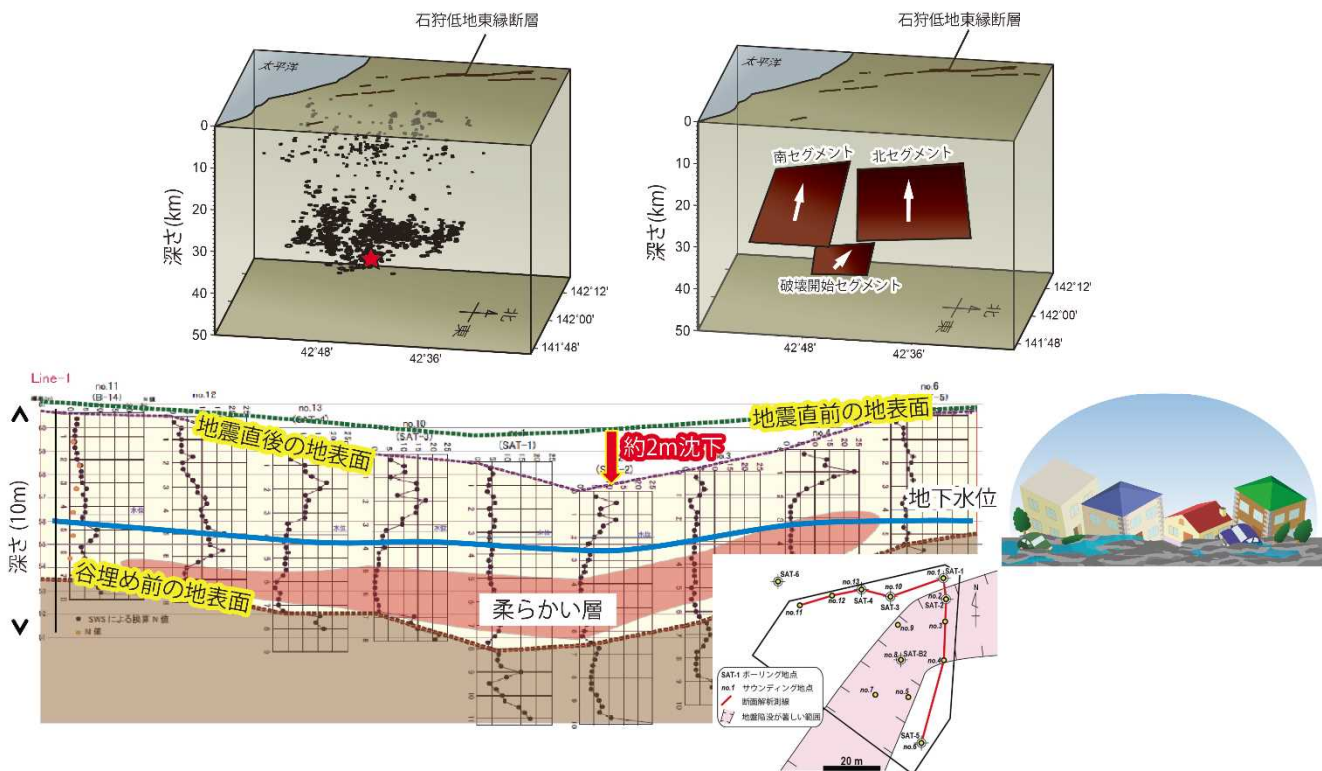 石狩低地東縁断層
太平洋
0
10
20
30
40
50
深さ(km)
142°12'
142°00'
141°48'
42°48'
42°36'
北
東
石狩低地東縁断層
太平洋
0
10
20
30
40
50
深さ(km)
南セグメント
北セグメント
破壊開始セグメント
142°12'
142°00'
141°48'
42°48'
42°36'
北
東
Line-1
no.11
(B-14)
no.12
no.13
no.10
no.6
(SAT-1)
地震直後の地表面
地震直前の地表面
約2m沈下
地下水位
深さ (10m)
谷埋め前の地表面
柔らかい層
SWSによる換算N値
N値
SAT-6
no.13
SAT-4
no.12
no.11
no.10
SAT-3
no.1
SAT-1
no.2
SAT-2
no.3
no.9
no.8
SAT-B2
no.4
no.7
no.5
SAT-5
no.6
SAT-1 ボーリング地点
no.1 サウンディング地点
断面解析測線
地盤陥没が著しい範囲
20 m